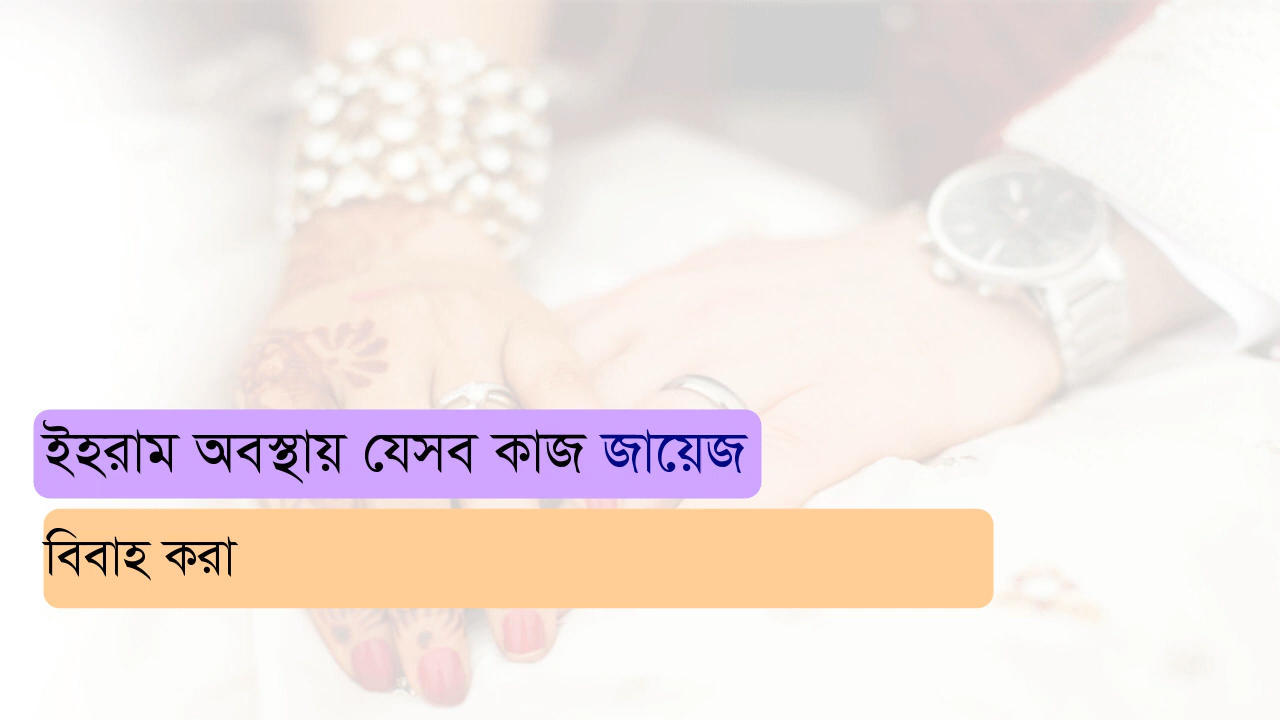 ইহরাম অবস্থায় যেসব কাজ জায়েজ
বিবাহ করা